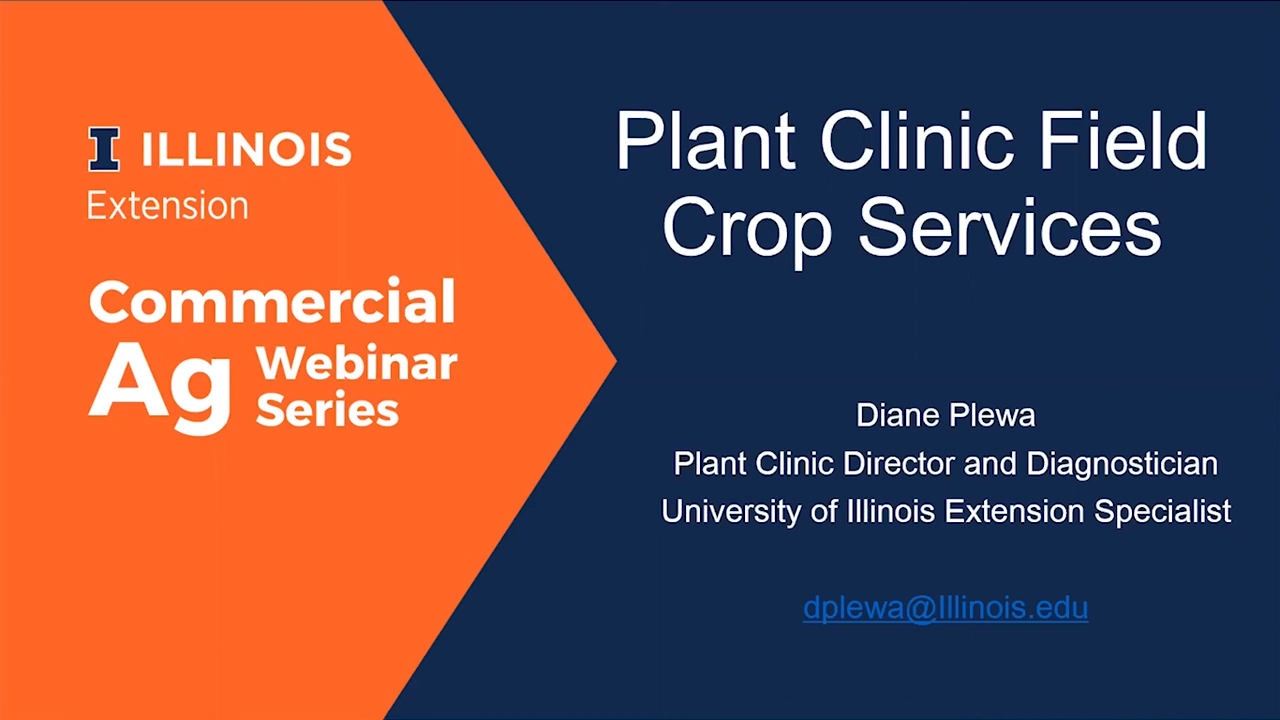 I ILLINOIS
Extension
Commercial
Ag Webinar
Series
Plant Clinic Field
Crop Services
Diane Plewa
Plant Clinic Director and Diagnostician
University of Illinois Extension Specialist
dplewa@Illinois.edu